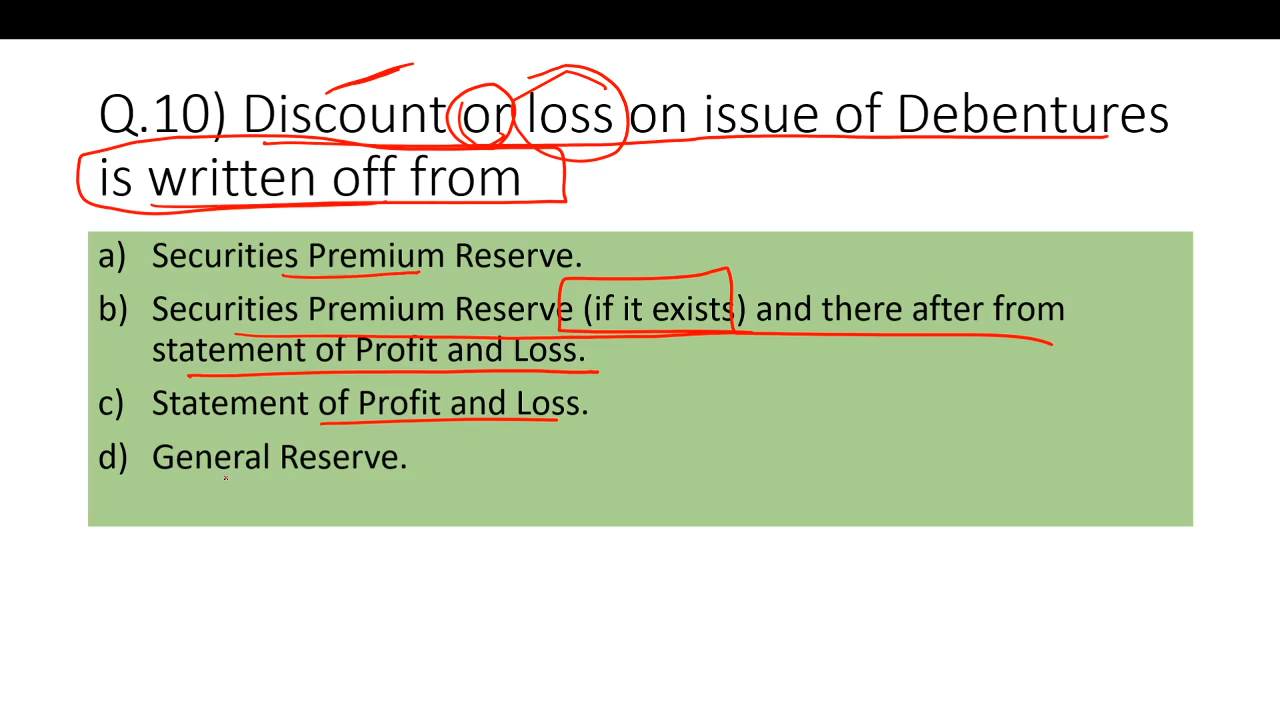 Q.10) Discount or loss on issue of Debentures
is written off from
a) Securities Premium Reserve.
b) Securities Premium Reserve (if it exists) and there after from
statement of Profit and Loss.
c) Statement of Profit and Loss.
d) General Reserve.